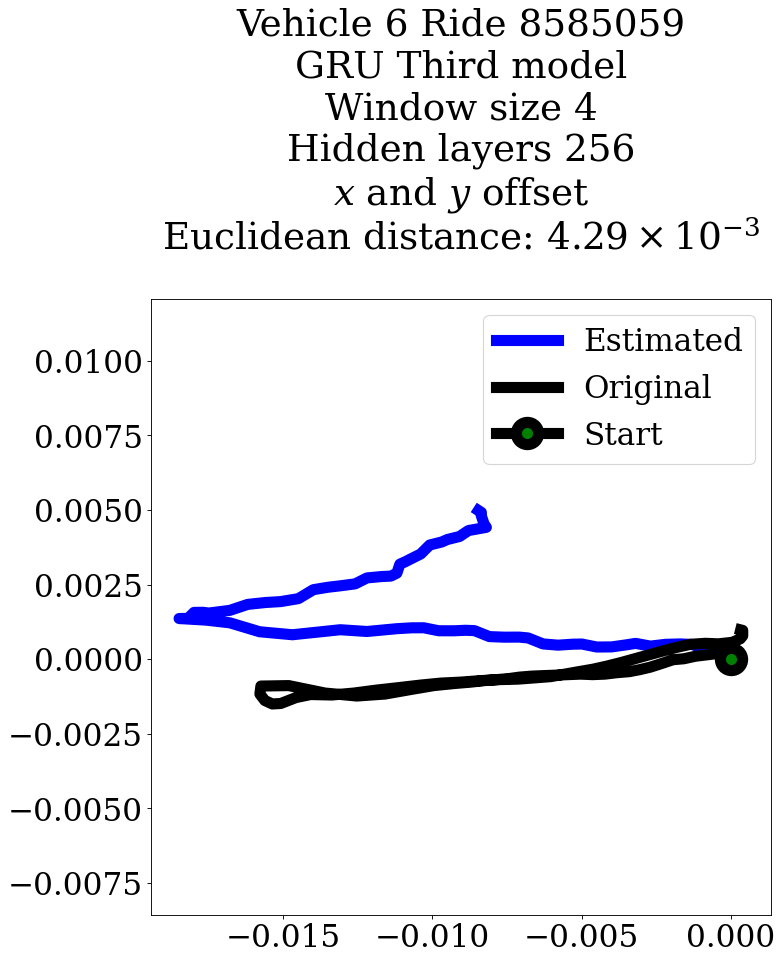 Vehicle 6 Ride 8585059
GRU Third model
Window size 4
Hidden layers 256
x and y offset
Euclidean distance: 4.29 × 10⁻³
Estimated
Original
Start
0.0100
0.0075
0.0050
0.0025
0.0000
−0.0025
−0.0050
−0.0075
−0.015 −0.010 −0.005 0.000